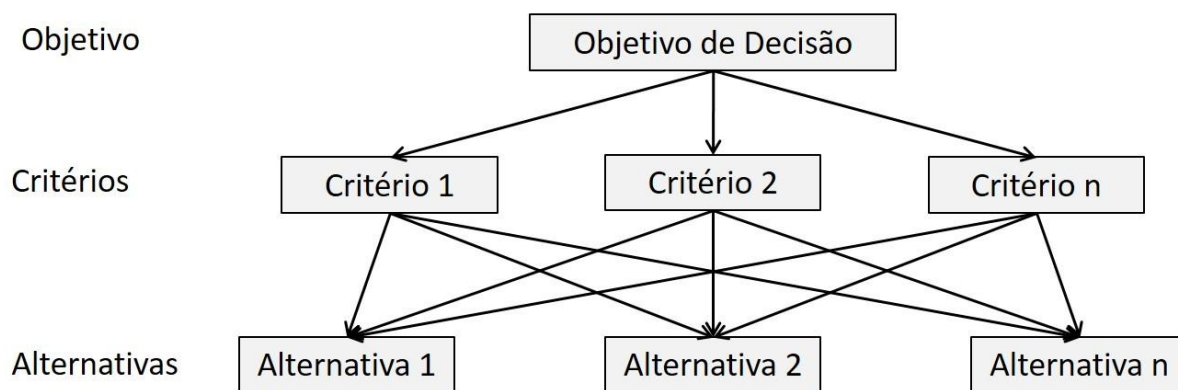 Objetivo
Objetivo de Decisão
Critérios
Critério 1
Critério 2
Critério n
Alternativas
Alternativa 1
Alternativa 2
Alternativa n